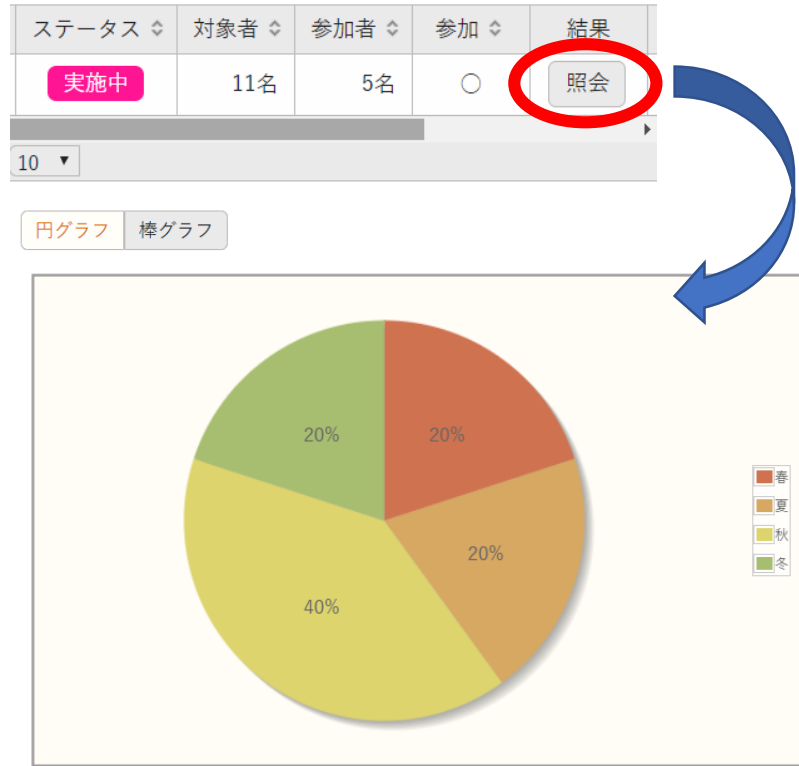 ステータス 対象者 参加者 参加 結果
実施中 11名 5名 ○ 照会
10
円グラフ 棒グラフ
20% 20%
春
夏
秋
冬
20%
40%